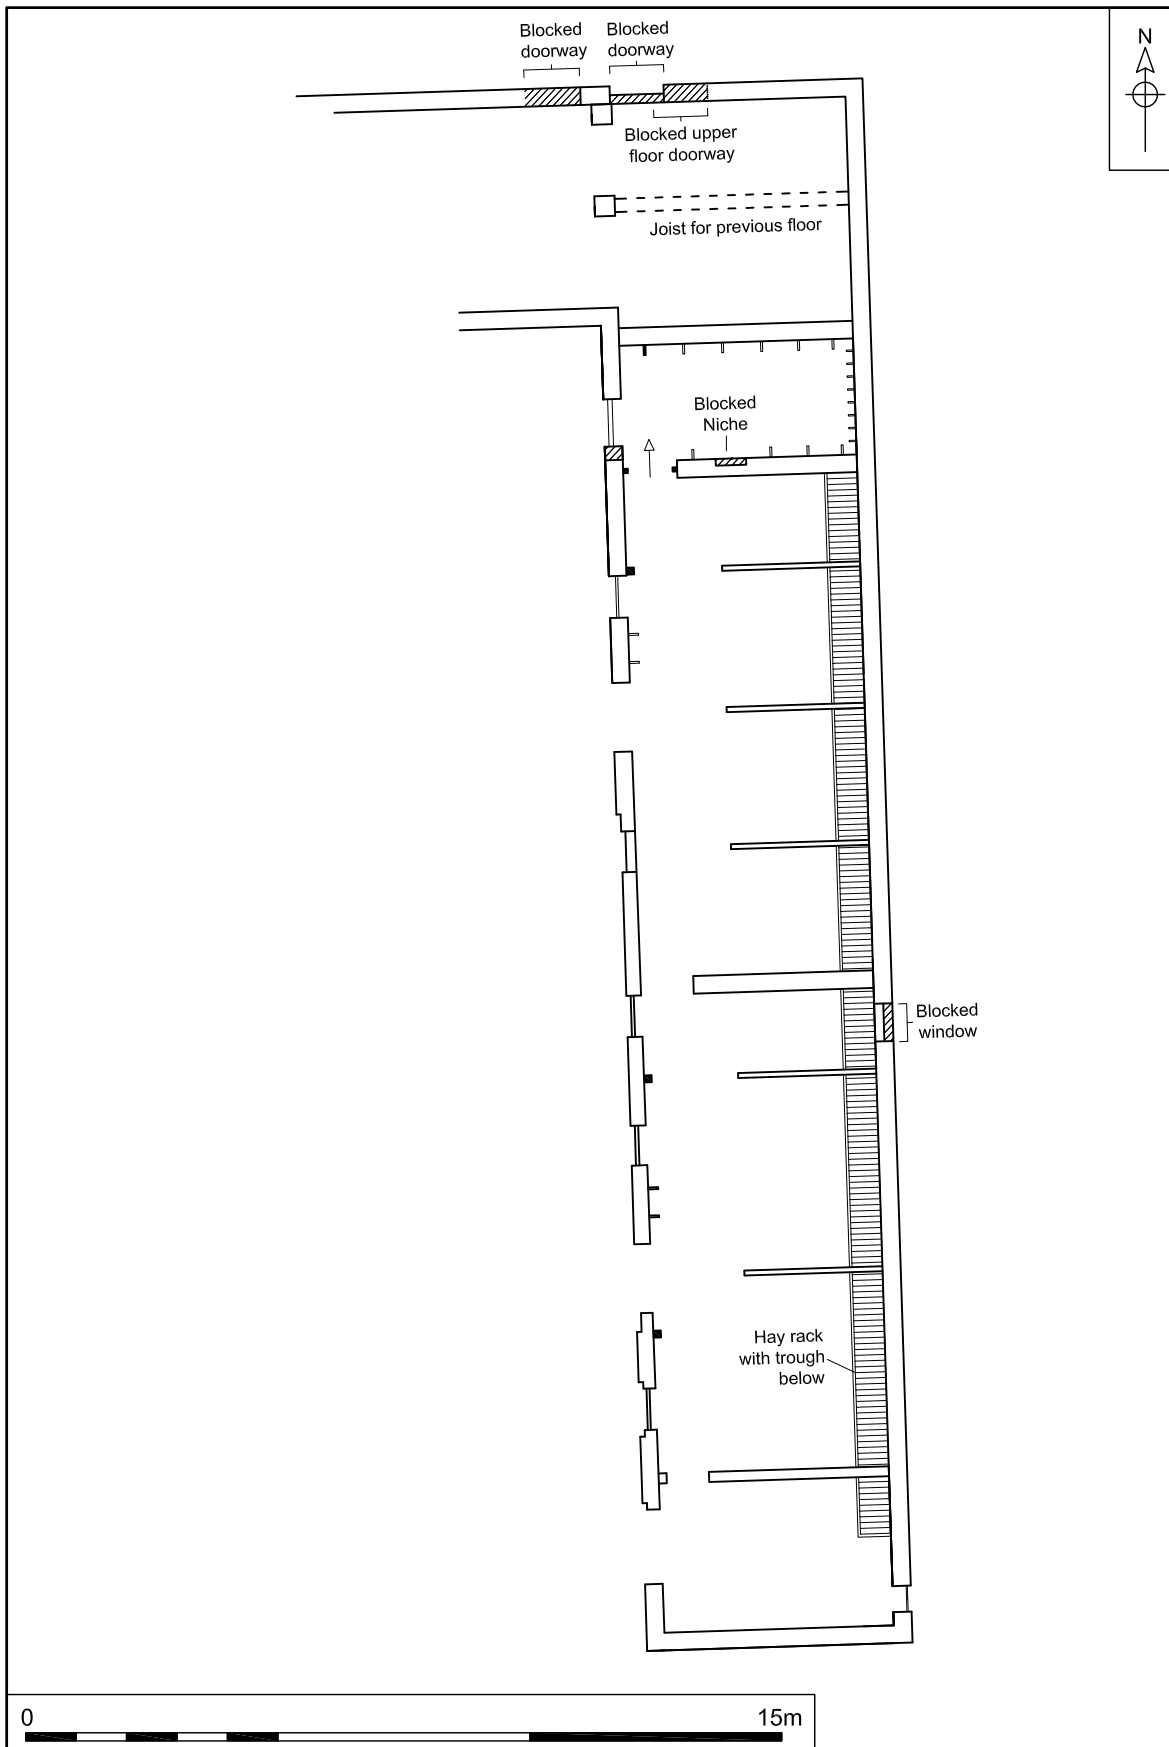 Blocked
doorway
Blocked
doorway
N
Blocked upper
floor doorway
Joist for previous floor
Blocked
Niche
Blocked
window
Hay rack
with trough
below
0
15m